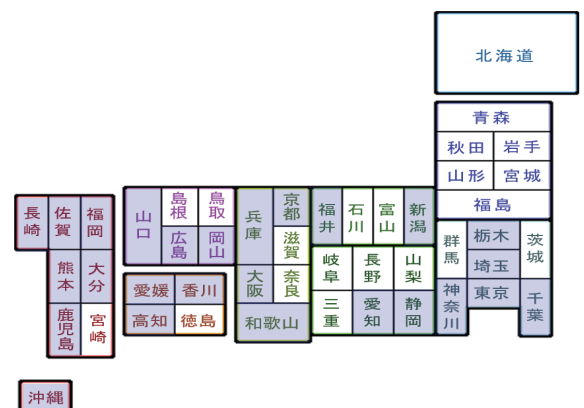 北海道
青森
秋田 岩手
山形 宮城
福島
長崎 佐賀 福岡
熊本 大分
鹿児島 宮崎
沖縄
山口 島根 鳥取
広島 岡山
愛媛 香川
高知 徳島
兵庫 京都
滋賀
大阪 奈良
和歌山
福井 石川 富山 新潟
岐阜 長野 山梨
三重 愛知 静岡
群馬 栃木 茨城
埼玉
神奈川 東京 千葉